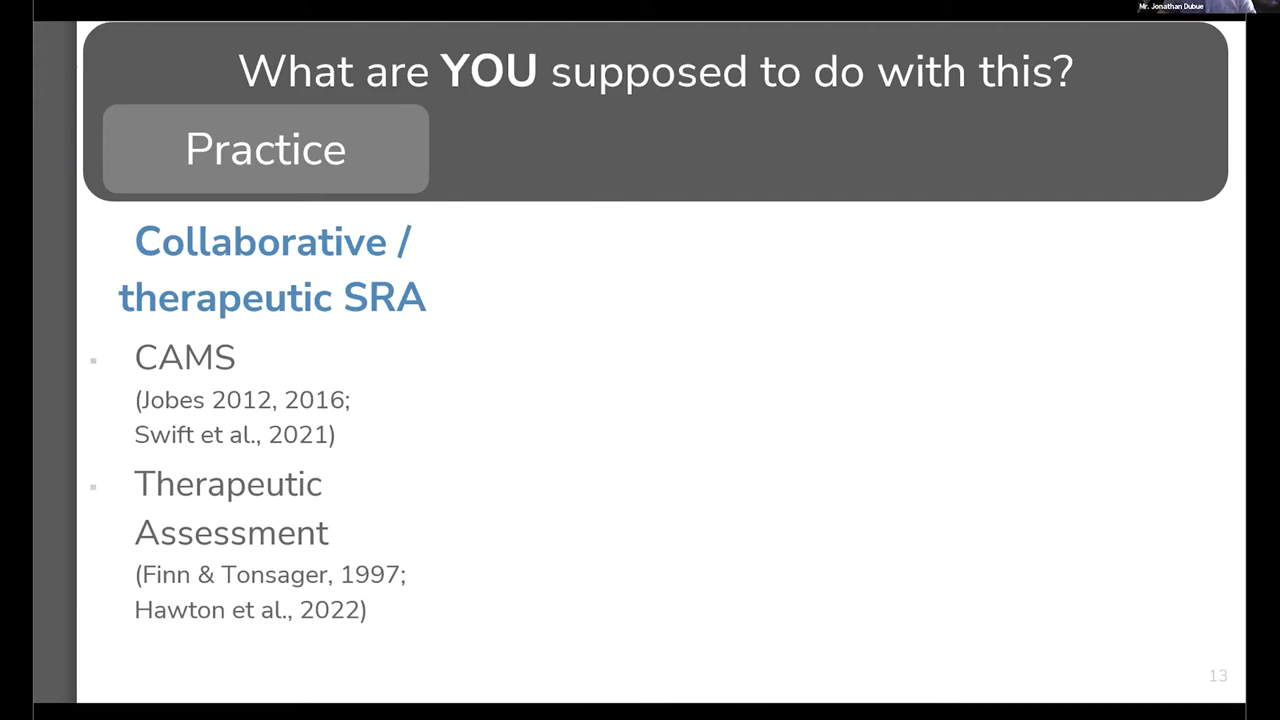 Mr. Jonathan Dubue
What are YOU supposed to do with this?
Practice
Collaborative /
therapeutic SRA
CAMS
(Jobes 2012, 2016;
Swift et al., 2021)
Therapeutic
Assessment
(Finn & Tonsager, 1997;
Hawton et al., 2022)
13